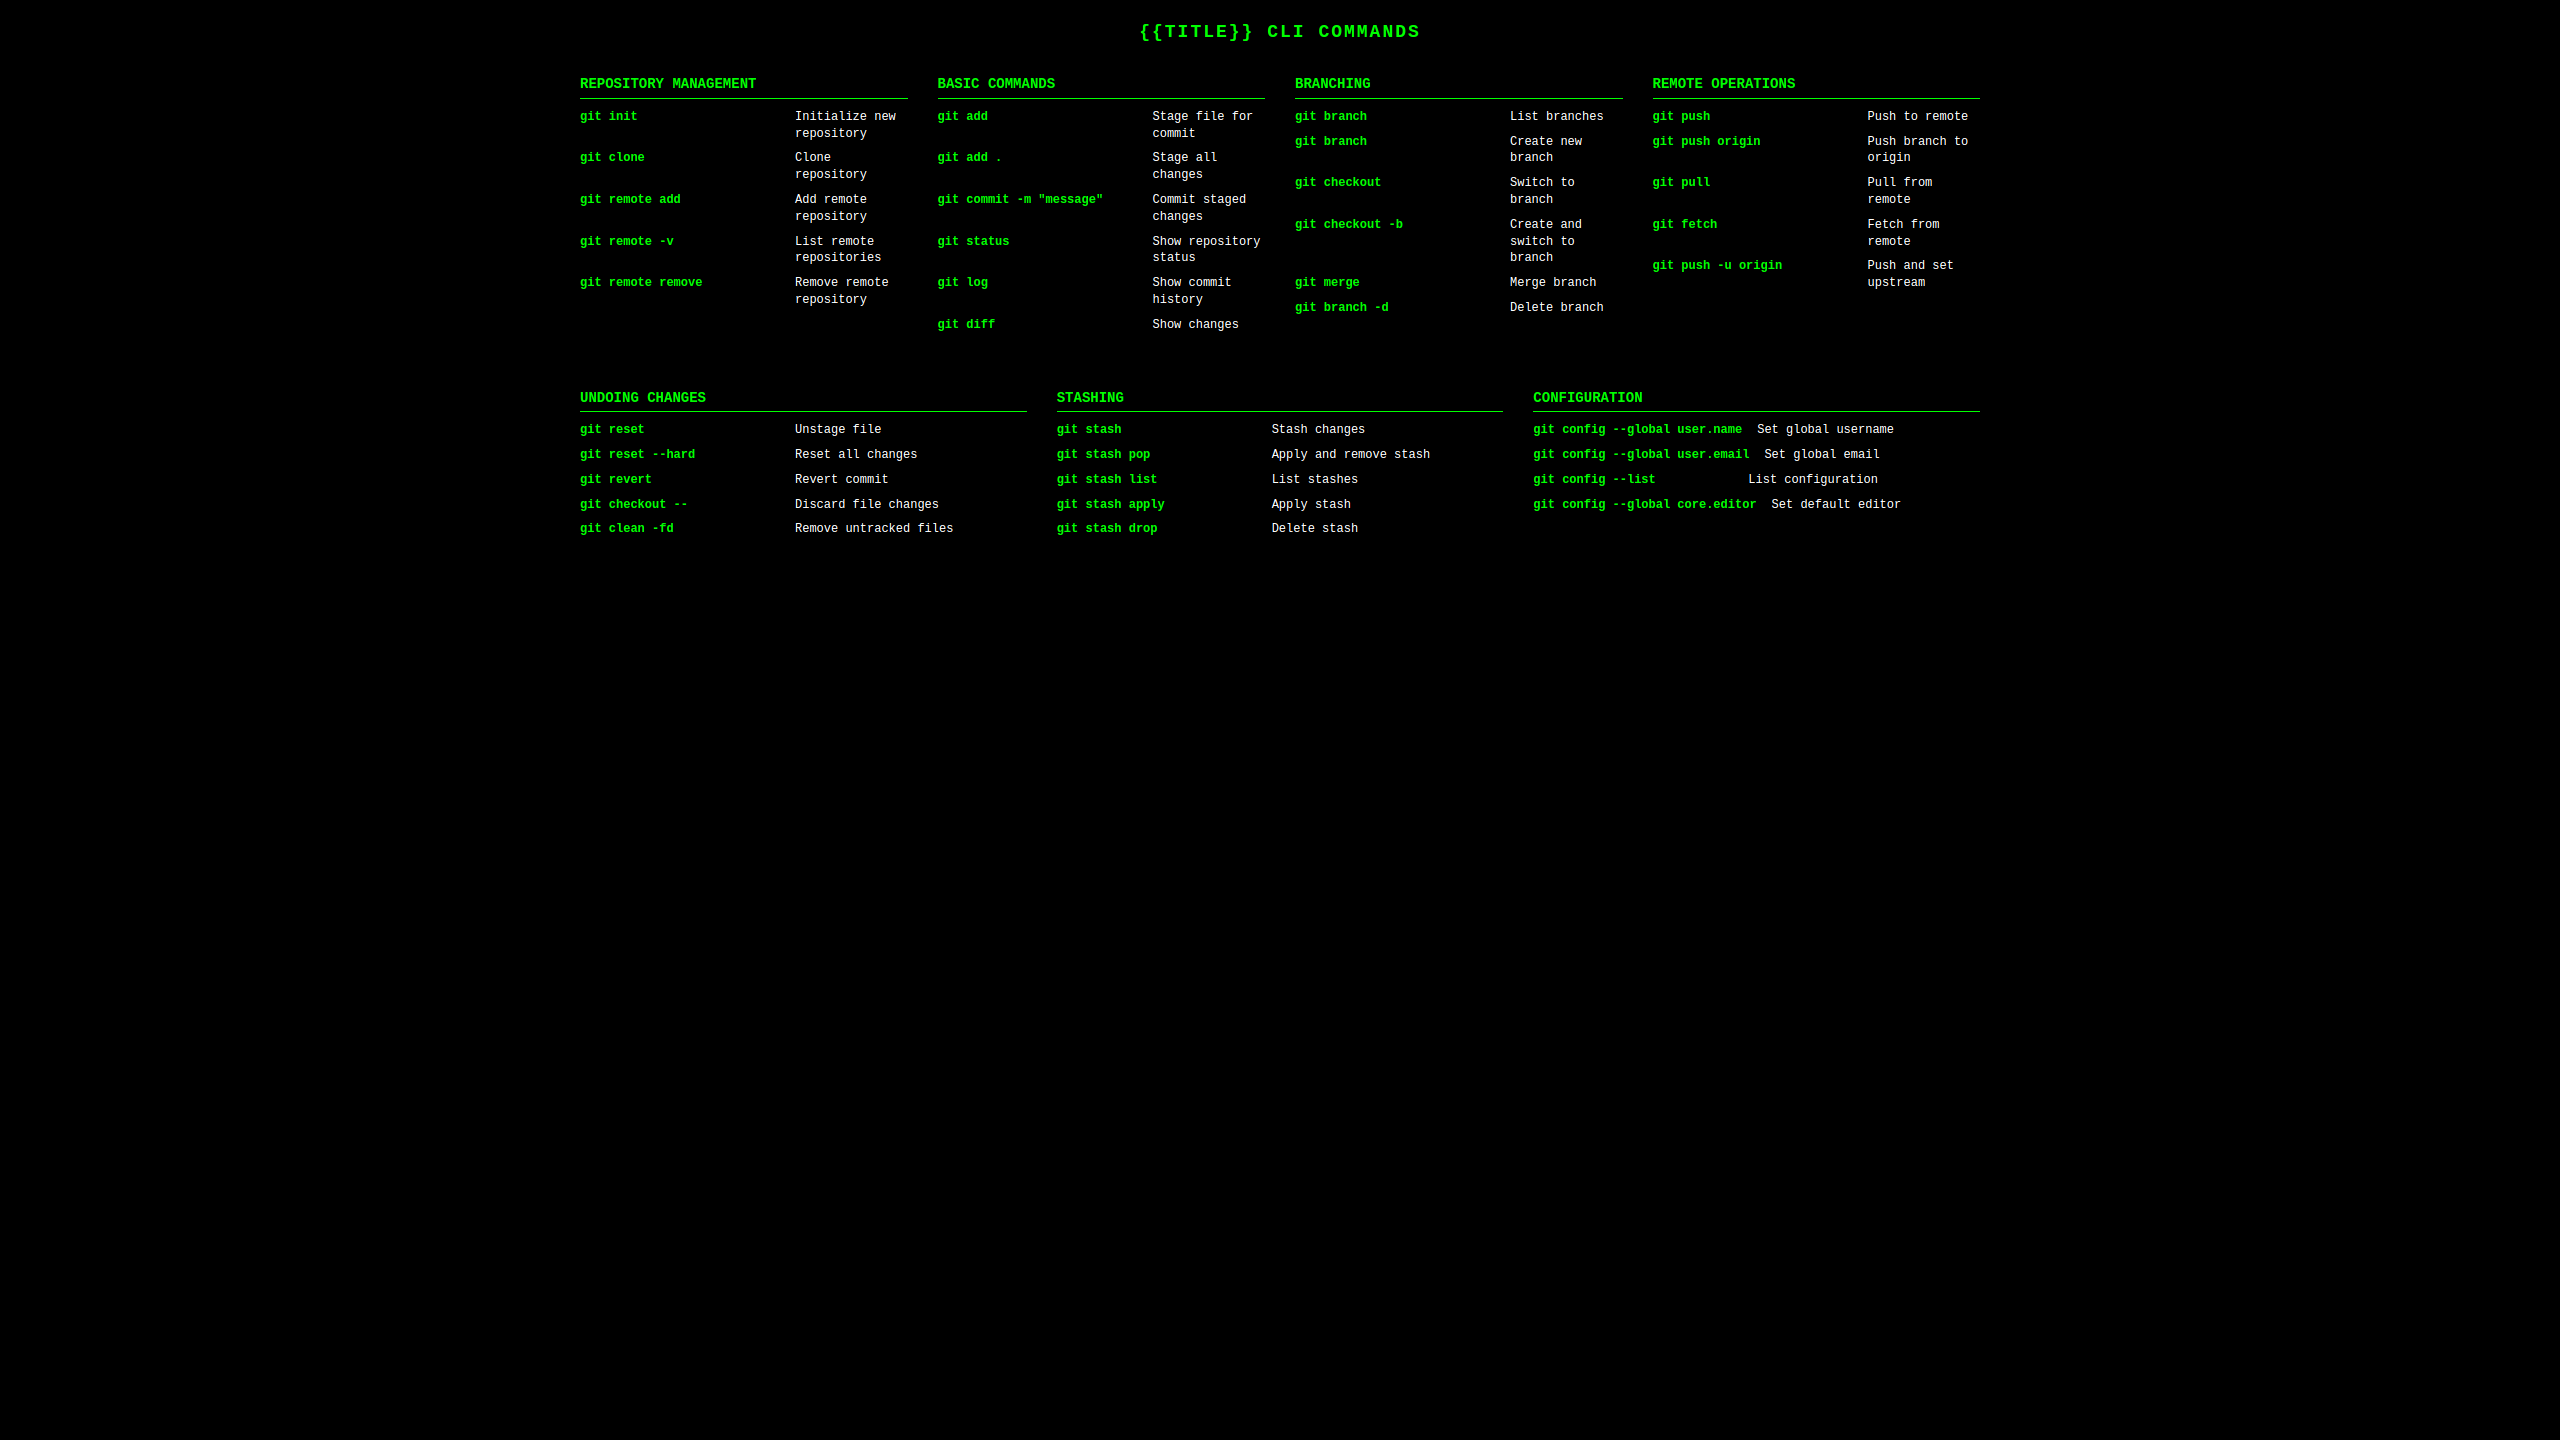 {{TITLE}} CLI COMMANDS
REPOSITORY MANAGEMENT
git init Initialize new
repository
git clone Clone
repository
git remote add Add remote
repository
git remote -v List remote
repositories
git remote remove Remove remote
repository
BASIC COMMANDS
git add Stage file for
commit
git add . Stage all
changes
git commit -m "message" Commit staged
changes
git status Show repository
status
git log Show commit
history
git diff Show changes
BRANCHING
git branch List branches
git branch Create new
branch
git checkout Switch to
branch
git checkout -b Create and
switch to
branch
git merge Merge branch
git branch -d Delete branch
REMOTE OPERATIONS
git push Push to remote
git push origin Push branch to
origin
git pull Pull from
remote
git fetch Fetch from
remote
git push -u origin Push and set
upstream
UNDOING CHANGES
git reset Unstage file
git reset --hard Reset all changes
git revert Revert commit
git checkout -- Discard file changes
git clean -fd Remove untracked files
STASHING
git stash Stash changes
git stash pop Apply and remove stash
git stash list List stashes
git stash apply Apply stash
git stash drop Delete stash
CONFIGURATION
git config --global user.name Set global username
git config --global user.email Set global email
git config --list List configuration
git config --global core.editor Set default editor